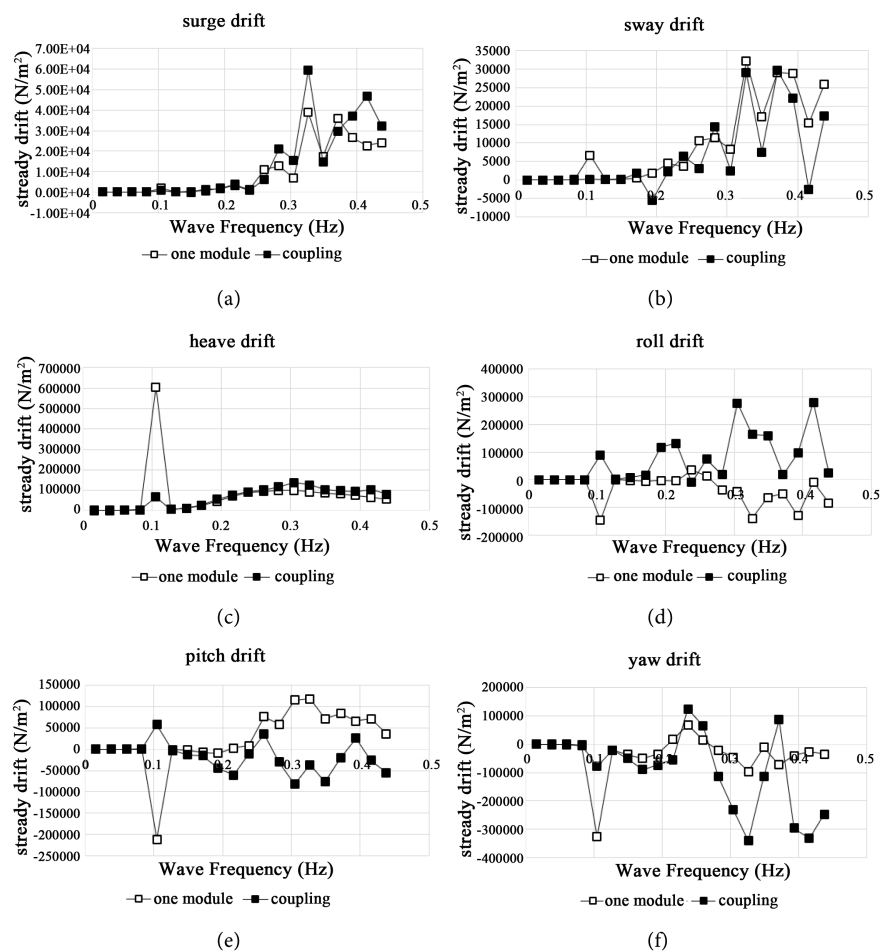 surge drift
stready drift (N/m²)
7.00E+04
6.00E+04
5.00E+04
4.00E+04
3.00E+04
2.00E+04
1.00E+04
0.00E+04
-1.00E+04
0 0.1 0.2 0.3 0.4 0.5
Wave Frequency (Hz)
one module coupling
(a)
sway drift
stready drift (N/m²)
35000
30000
25000
20000
15000
10000
5000
0
-5000
-10000
0 0.1 0.2 0.3 0.4 0.5
Wave Frequency (Hz)
one module coupling
(b)
heave drift
stready drift (N/m²)
700000
600000
500000
400000
300000
200000
100000
0
0 0.1 0.2 0.3 0.4 0.5
Wave Frequency (Hz)
one module coupling
(c)
roll drift
stready drift (N/m²)
400000
300000
200000
100000
0
-100000
-200000
0 0.1 0.2 0.3 0.4 0.5
Wave Frequency (Hz)
one module coupling
(d)
pitch drift
stready drift (N/m²)
150000
100000
50000
0
-50000
-100000
-150000
-200000
-250000
0 0.1 0.2 0.3 0.4 0.5
Wave Frequency (Hz)
one module coupling
(e)
yaw drift
stready drift (N/m²)
200000
100000
0
-100000
-200000
-300000
-400000
0 0.1 0.2 0.3 0.4 0.5
Wave Frequency (Hz)
one module coupling
(f)